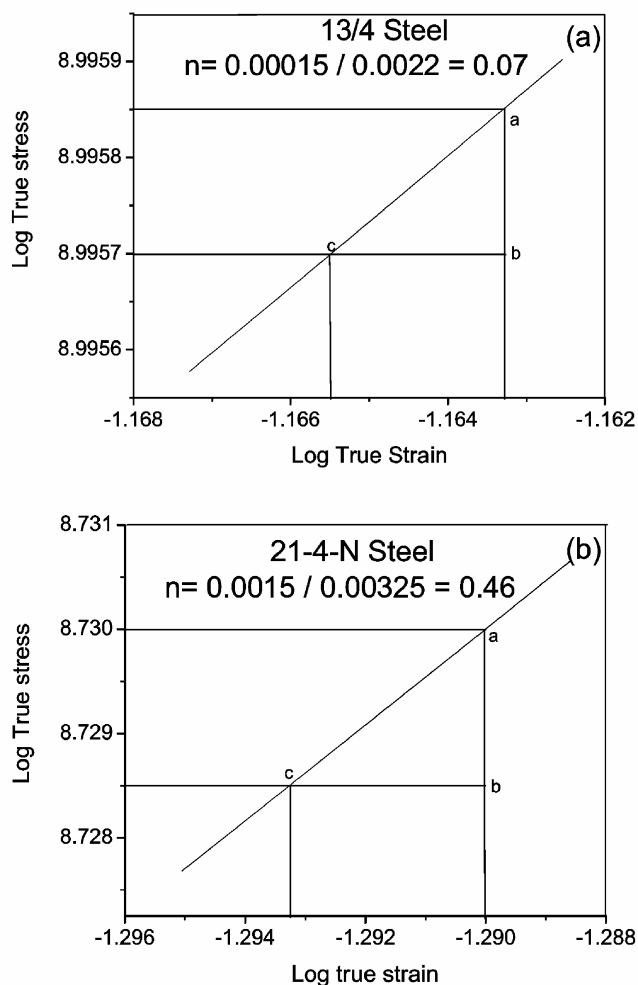 13/4 Steel
(a)
n= 0.00015 / 0.0022 = 0.07
8.9959
8.9958
8.9957
8.9956
Log True stress
a
b
c
-1.168
-1.166
-1.164
-1.162
Log True Strain
21-4-N Steel
(b)
n= 0.0015 / 0.00325 = 0.46
8.731
8.730
8.729
8.728
Log True stress
a
b
c
-1.296
-1.294
-1.292
-1.290
-1.288
Log true strain